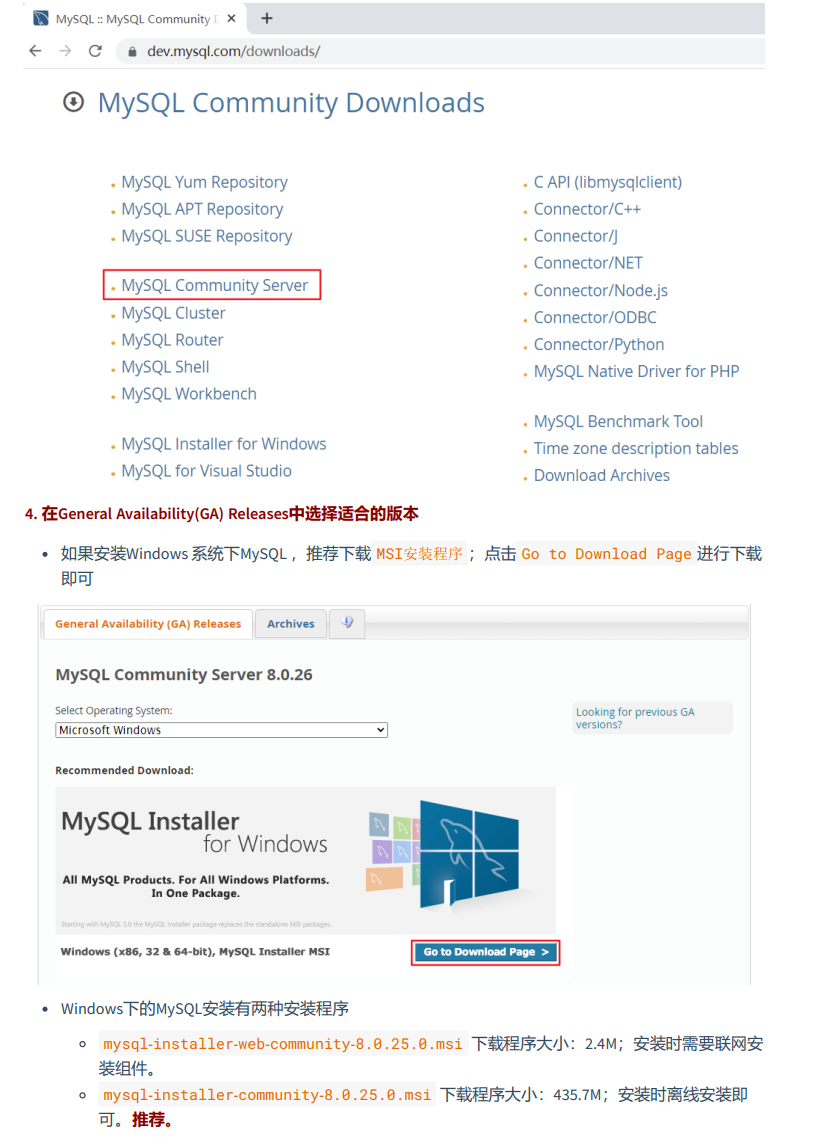 MySQL :: MySQL Community D
dev.mysql.com/downloads/
MySQL Community Downloads
MySQL Yum Repository
MySQL APT Repository
MySQL SUSE Repository
MySQL Community Server
MySQL Cluster
MySQL Router
MySQL Shell
MySQL Workbench
MySQL Installer for Windows
MySQL for Visual Studio
C API (libmysqlclient)
Connector/C++
Connector/J
Connector/NET
Connector/Node.js
Connector/ODBC
Connector/Python
MySQL Native Driver for PHP
MySQL Benchmark Tool
Time zone description tables
Download Archives
4. 在General Availability(GA) Releases中选择适合的版本
如果安装Windows 系统下MySQL ，推荐下载 MSI安装程序 ；点击 Go to Download Page 进行下载
即可
General Availability (GA) Releases
Archives
MySQL Community Server 8.0.26
Select Operating System:
Microsoft Windows
Looking for previous GA
versions?
Recommended Download:
MySQL Installer
for Windows
All MySQL Products. For All Windows Platforms.
In One Package.
Starting with MySQL 5.6 the MySQL Installer package replaces the standalone MSI packages.
Windows (x86, 32 & 64-bit), MySQL Installer MSI
Go to Download Page >
Windows下的MySQL安装有两种安装程序
mysql-installer-web-community-8.0.25.0.msi 下载程序大小：2.4M；安装时需要联网安
装组件。
mysql-installer-community-8.0.25.0.msi 下载程序大小：435.7M；安装时离线安装即
可。推荐。